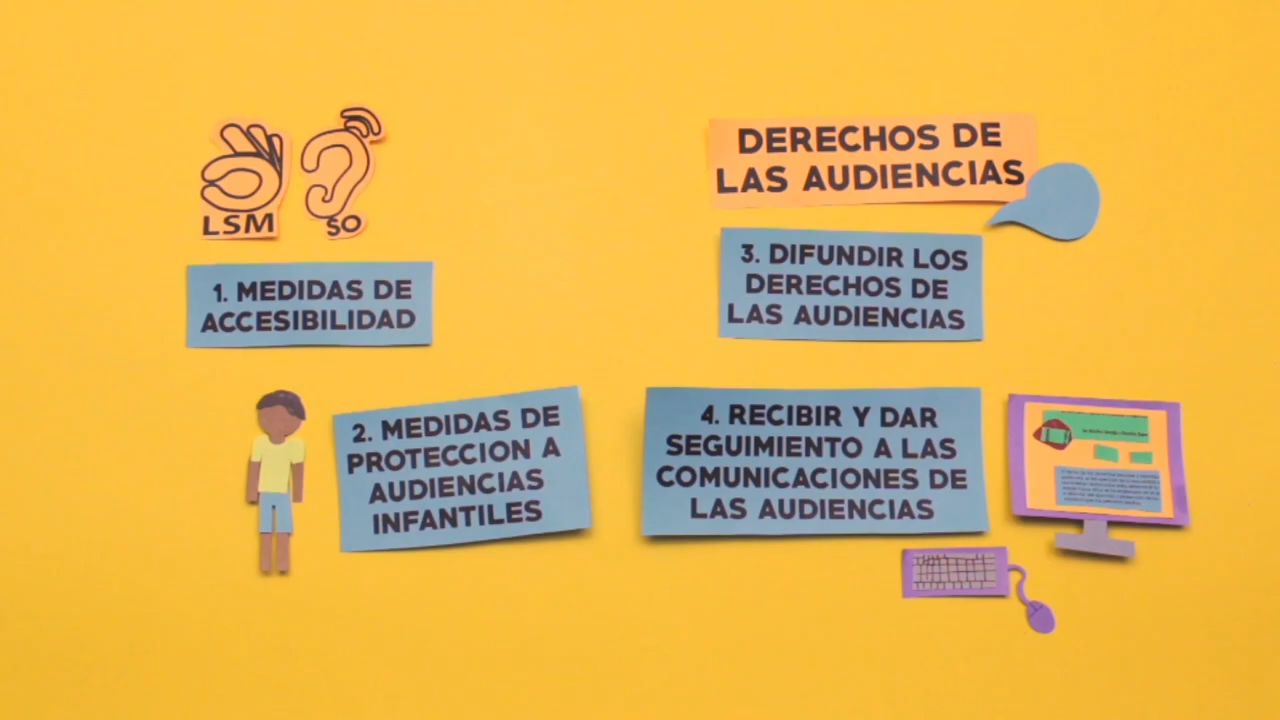 LSM
SO
1. MEDIDAS DE
ACCESIBILIDAD
2. MEDIDAS DE
PROTECCION A
AUDIENCIAS
INFANTILES
DERECHOS DE
LAS AUDIENCIAS
3. DIFUNDIR LOS
DERECHOS DE
LAS AUDIENCIAS
4. RECIBIR Y DAR
SEGUIMIENTO A LAS
COMUNICACIONES DE
LAS AUDIENCIAS